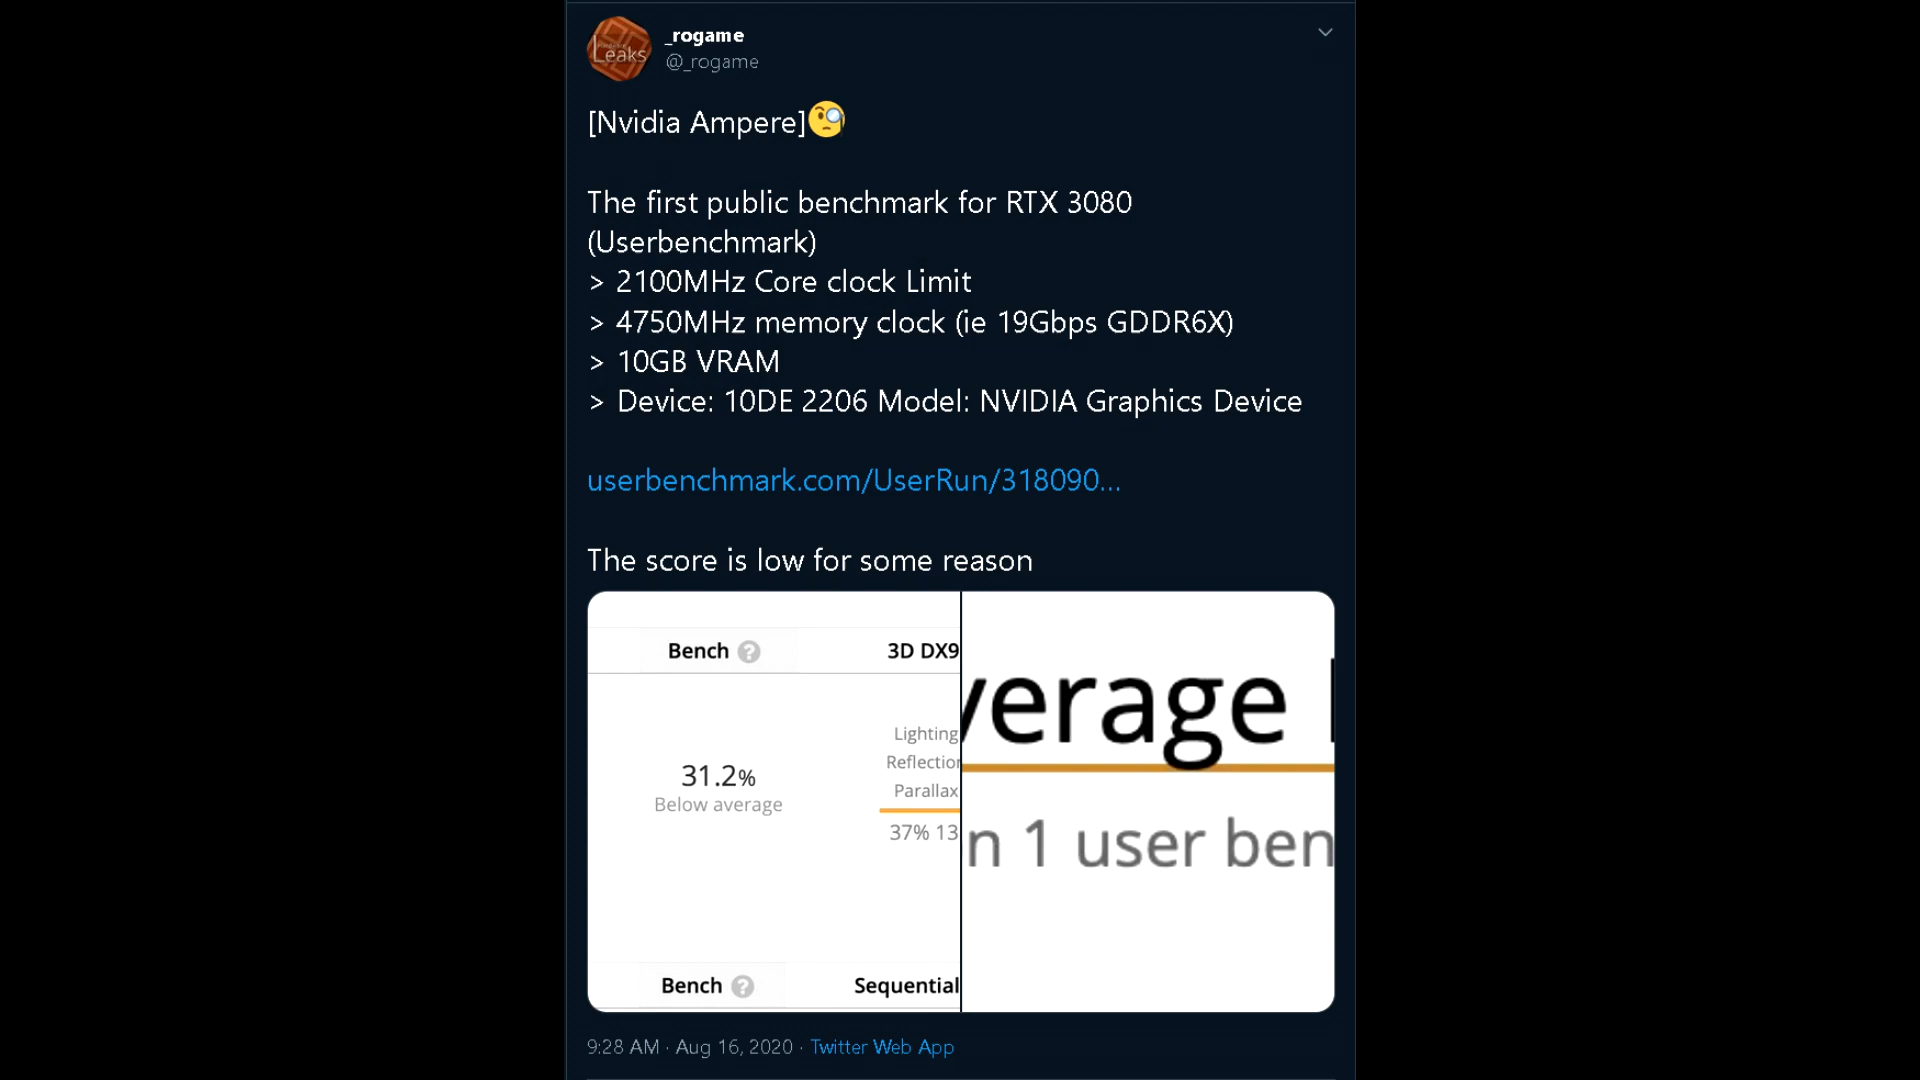 _rogame
@_rogame
Leaks
[Nvidia Ampere]🧐
The first public benchmark for RTX 3080
(Userbenchmark)
> 2100MHz Core clock Limit
> 4750MHz memory clock (ie 19Gbps GDDR6X)
> 10GB VRAM
> Device: 10DE 2206 Model: NVIDIA Graphics Device
userbenchmark.com/UserRun/318090...
The score is low for some reason
Bench ? 3D DX9
Lighting
Reflection
Parallax
31.2%
Below average
37% 13
Bench ? Sequential
verage
n 1 user ben
9:28 AM · Aug 16, 2020 · Twitter Web App